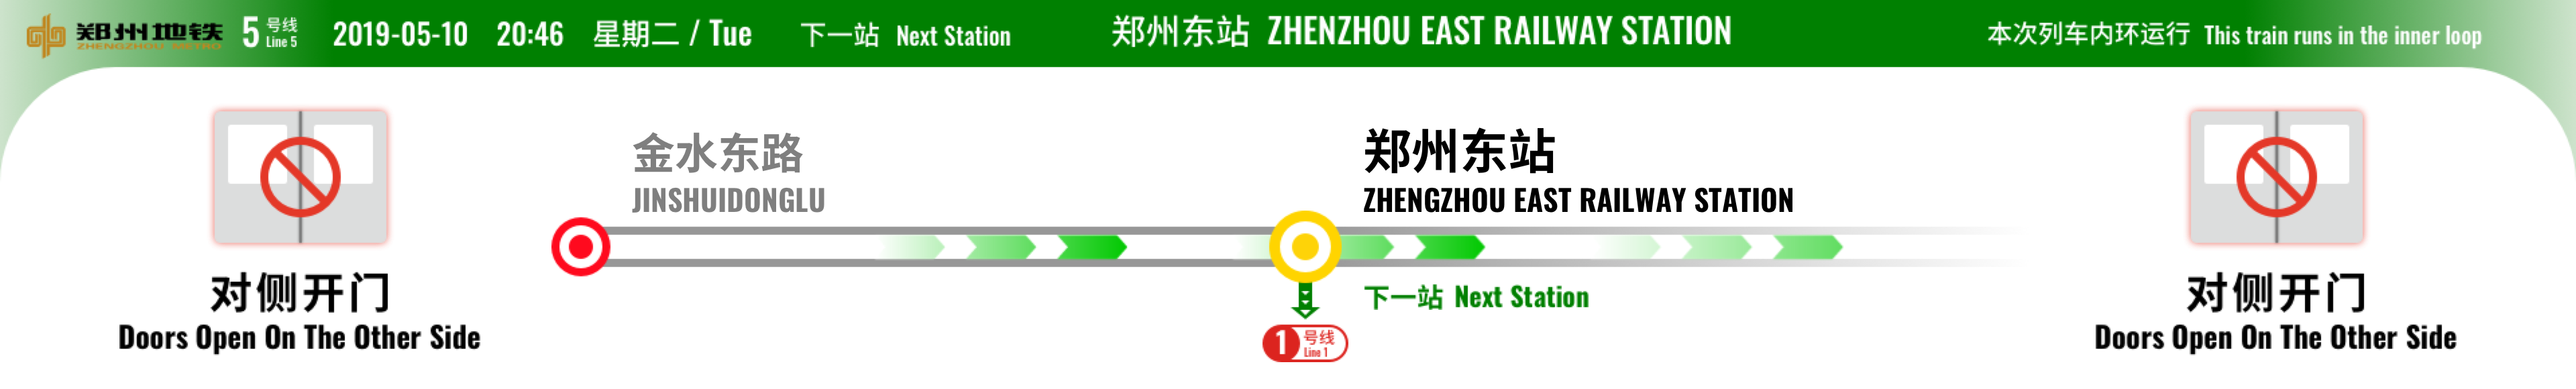 郑州地铁
ZHENGZHOU METRO
5 号线
Line 5
2019-05-10 20:46 星期二 / Tue
下一站 Next Station
郑州东站 ZHENZHOU EAST RAILWAY STATION
本次列车内环运行 This train runs in the inner loop
对侧开门
Doors Open On The Other Side
金水东路
JINSHUIDONGLU
郑州东站
ZHENGZHOU EAST RAILWAY STATION
下一站 Next Station
1 号线
Line 1
对侧开门
Doors Open On The Other Side